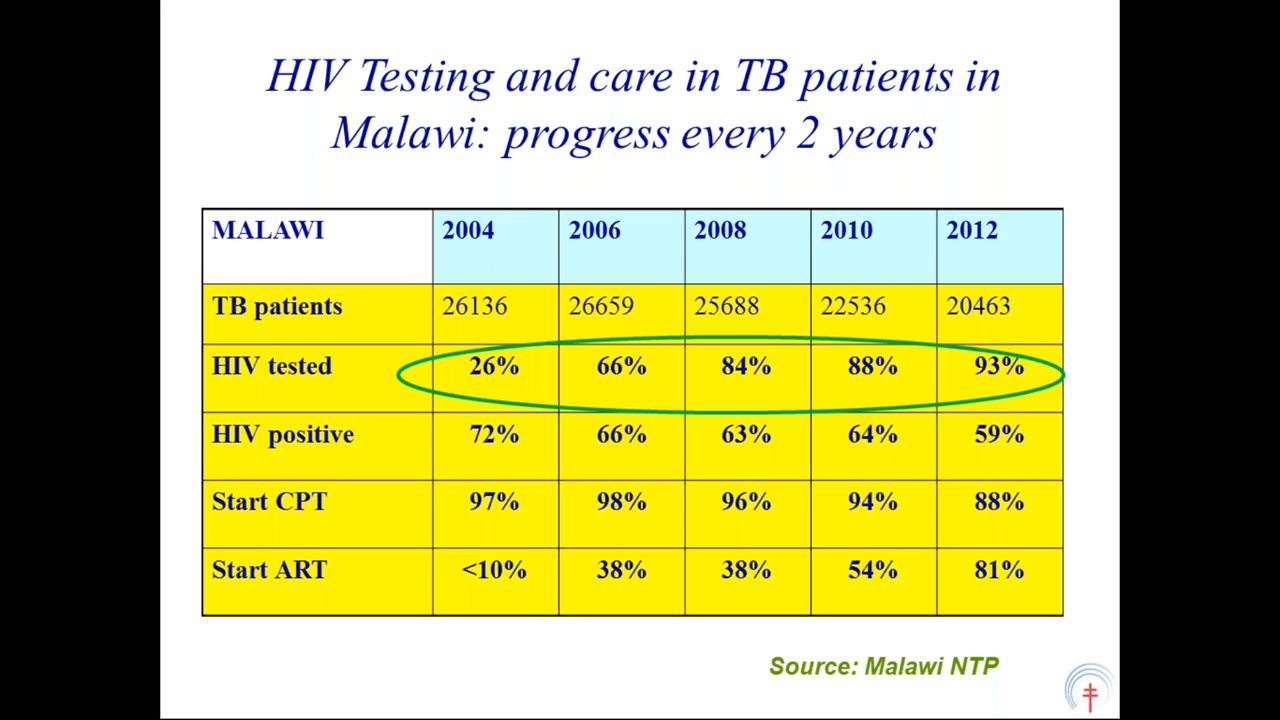 HIV Testing and care in TB patients in
Malawi: progress every 2 years
MALAWI 2004 2006 2008 2010 2012
TB patients 26136 26659 25688 22536 20463
HIV tested 26% 66% 84% 88% 93%
HIV positive 72% 66% 63% 64% 59%
Start CPT 97% 98% 96% 94% 88%
Start ART <10% 38% 38% 54% 81%
Source: Malawi NTP